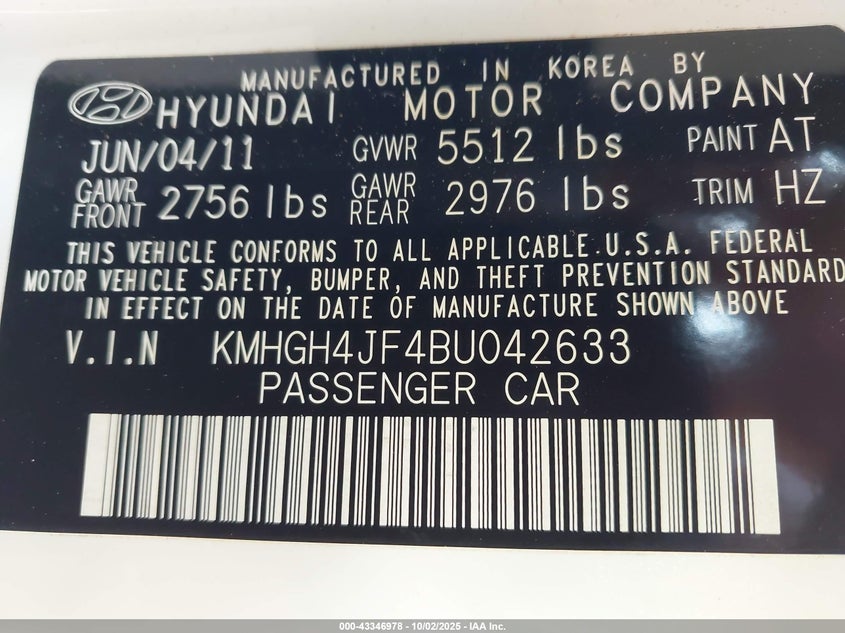 MANUFACTURED IN KOREA BY
HYUNDAI MOTOR COMPANY
JUN/04/11 GVWR 5512 lbs PAINT AT
GAWR FRONT 2756 lbs GAWR REAR 2976 lbs TRIM HZ
THIS VEHICLE CONFORMS TO ALL APPLICABLE U.S.A. FEDERAL
MOTOR VEHICLE SAFETY, BUMPER, AND THEFT PREVENTION STANDARD
IN EFFECT ON THE DATE OF MANUFACTURE SHOWN ABOVE
V.I.N KMHGH4JF4BU042633
PASSENGER CAR
000-43346978 - 10/02/2025 - IAA Inc.